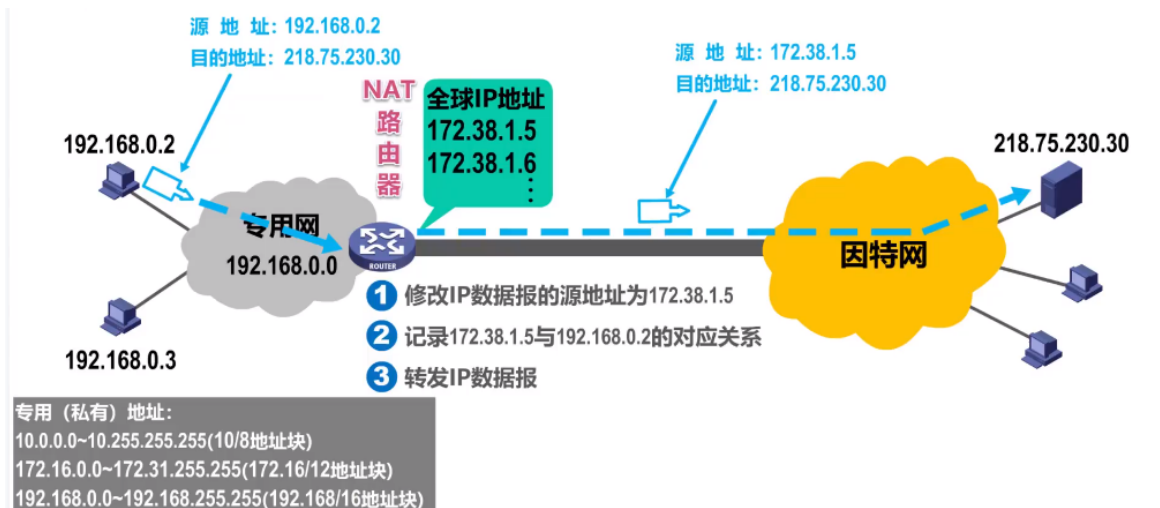 源 地 址：192.168.0.2
目的地址：218.75.230.30
源 地 址：172.38.1.5
目的地址：218.75.230.30
NAT
路
由
器
全球IP地址
172.38.1.5
172.38.1.6
⋮
192.168.0.2
218.75.230.30
专用网
192.168.0.0
ROUTER
因特网
192.168.0.3
1 修改IP数据报的源地址为172.38.1.5
2 记录172.38.1.5与192.168.0.2的对应关系
3 转发IP数据报
专用（私有）地址：
10.0.0.0~10.255.255.255(10/8地址块)
172.16.0.0~172.31.255.255(172.16/12地址块)
192.168.0.0~192.168.255.255(192.168/16地址块)